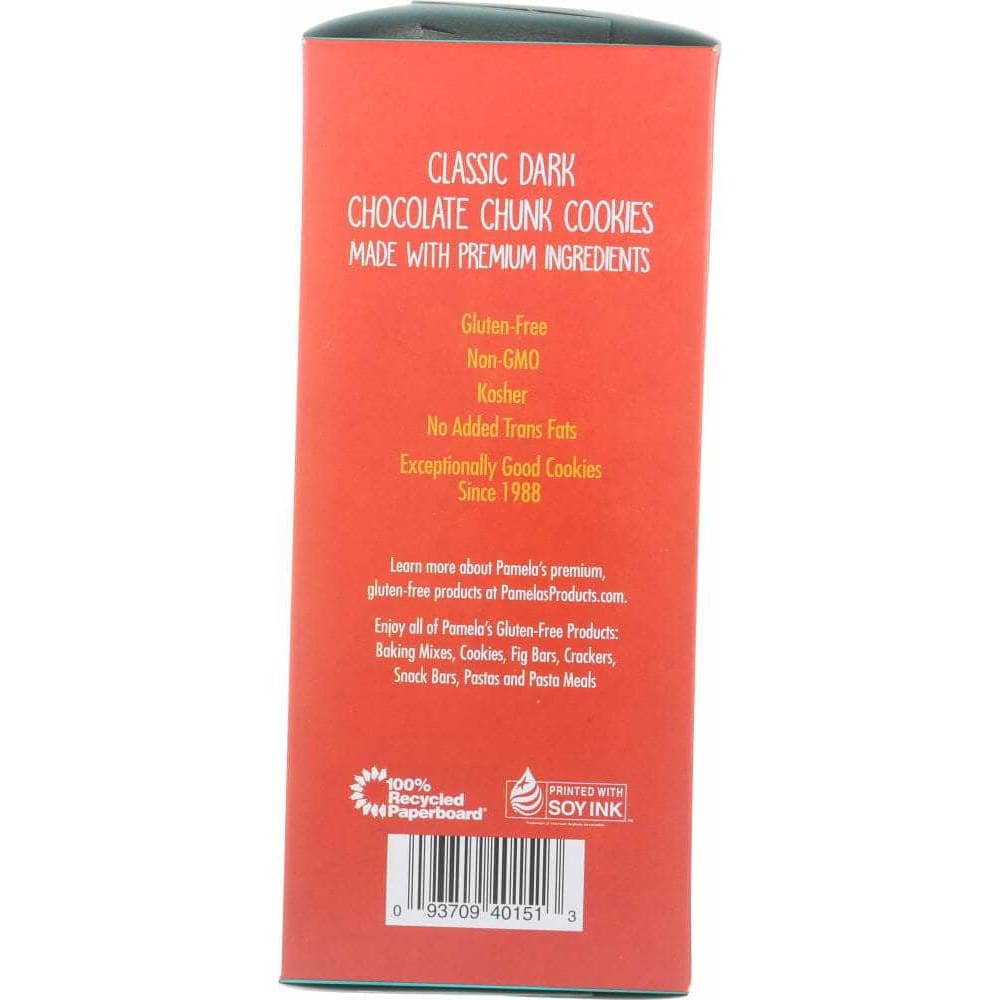 CLASSIC DARK
CHOCOLATE CHUNK COOKIES
MADE WITH PREMIUM INGREDIENTS
Gluten-Free
Non-GMO
Kosher
No Added Trans Fats
Exceptionally Good Cookies
Since 1988
Learn more about Pamela's premium,
gluten-free products at PamelasProducts.com.
Enjoy all of Pamela's Gluten-Free Products:
Baking Mixes, Cookies, Fig Bars, Crackers,
Snack Bars, Pastas and Pasta Meals
100%
Recycled
Paperboard
PRINTED WITH
SOY INK
0 93709 40151 3